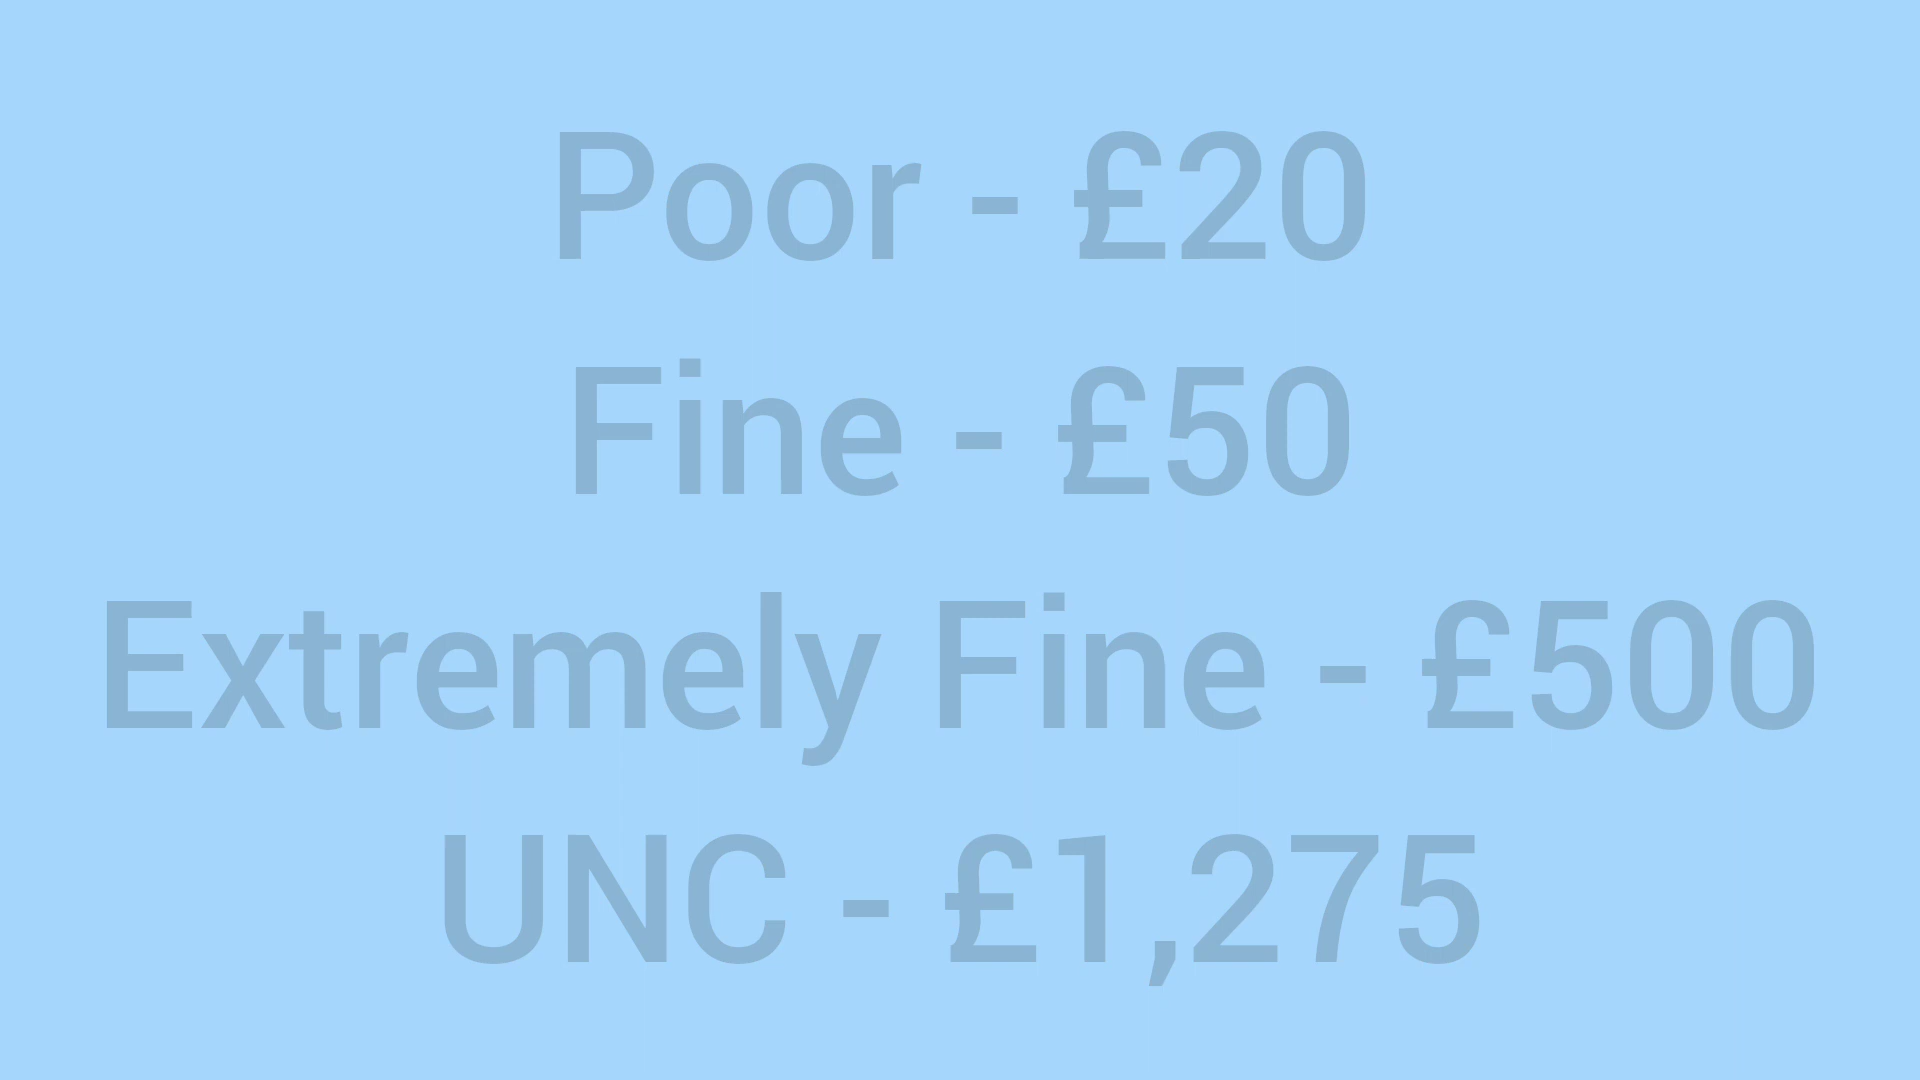 Poor - £20
Fine - £50
Extremely Fine - £500
UNC - £1,275